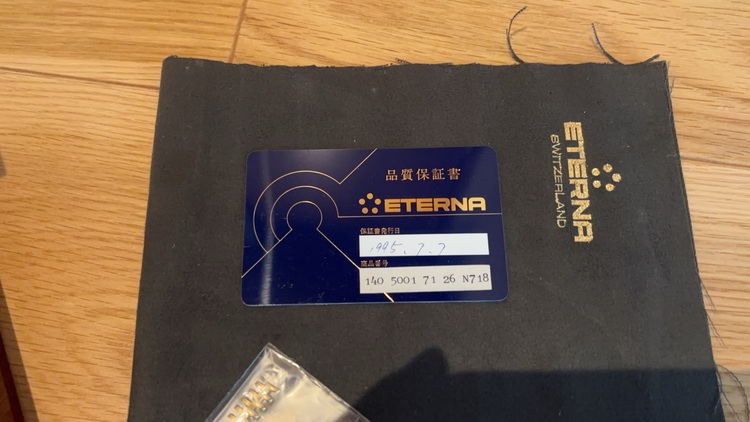 品質保証書
ETERNA
保証書発行日
1995. 7. 7
商品番号
140 5001 71 26 N718
ETERNA
SWITZERLAND